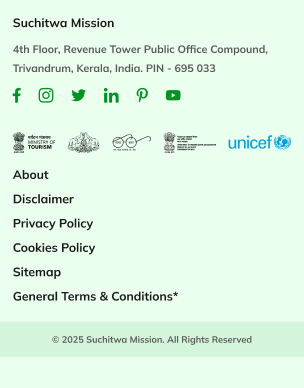 Suchitwa Mission
4th Floor, Revenue Tower Public Office Compound,
Trivandrum, Kerala, India. PIN - 695 033
MINISTRY OF
TOURISM
unicef
About
Disclaimer
Privacy Policy
Cookies Policy
Sitemap
General Terms & Conditions*
© 2025 Suchitwa Mission. All Rights Reserved